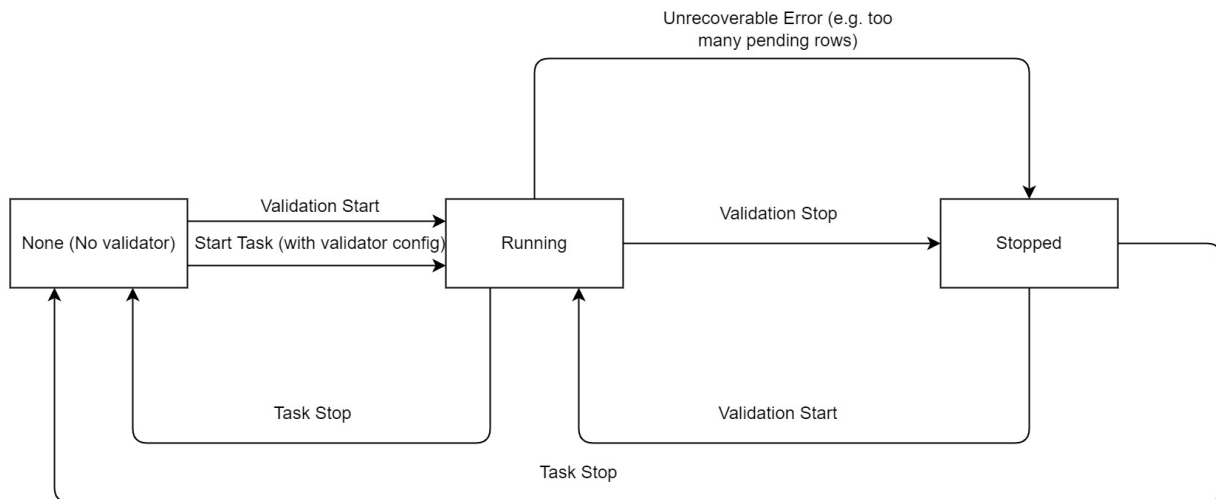 Unrecoverable Error (e.g. too
many pending rows)
Validation Start
Validation Stop
None (No validator)
Start Task (with validator config)
Running
Stopped
Task Stop
Validation Start
Task Stop